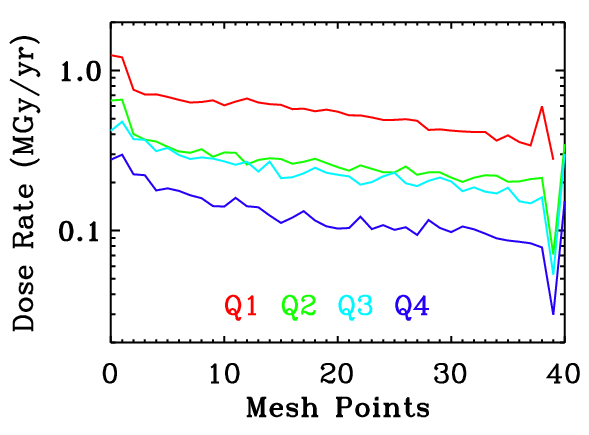 Dose Rate (MGy/yr)
1.0
0.1
Q1 Q2 Q3 Q4
0 10 20 30 40
Mesh Points